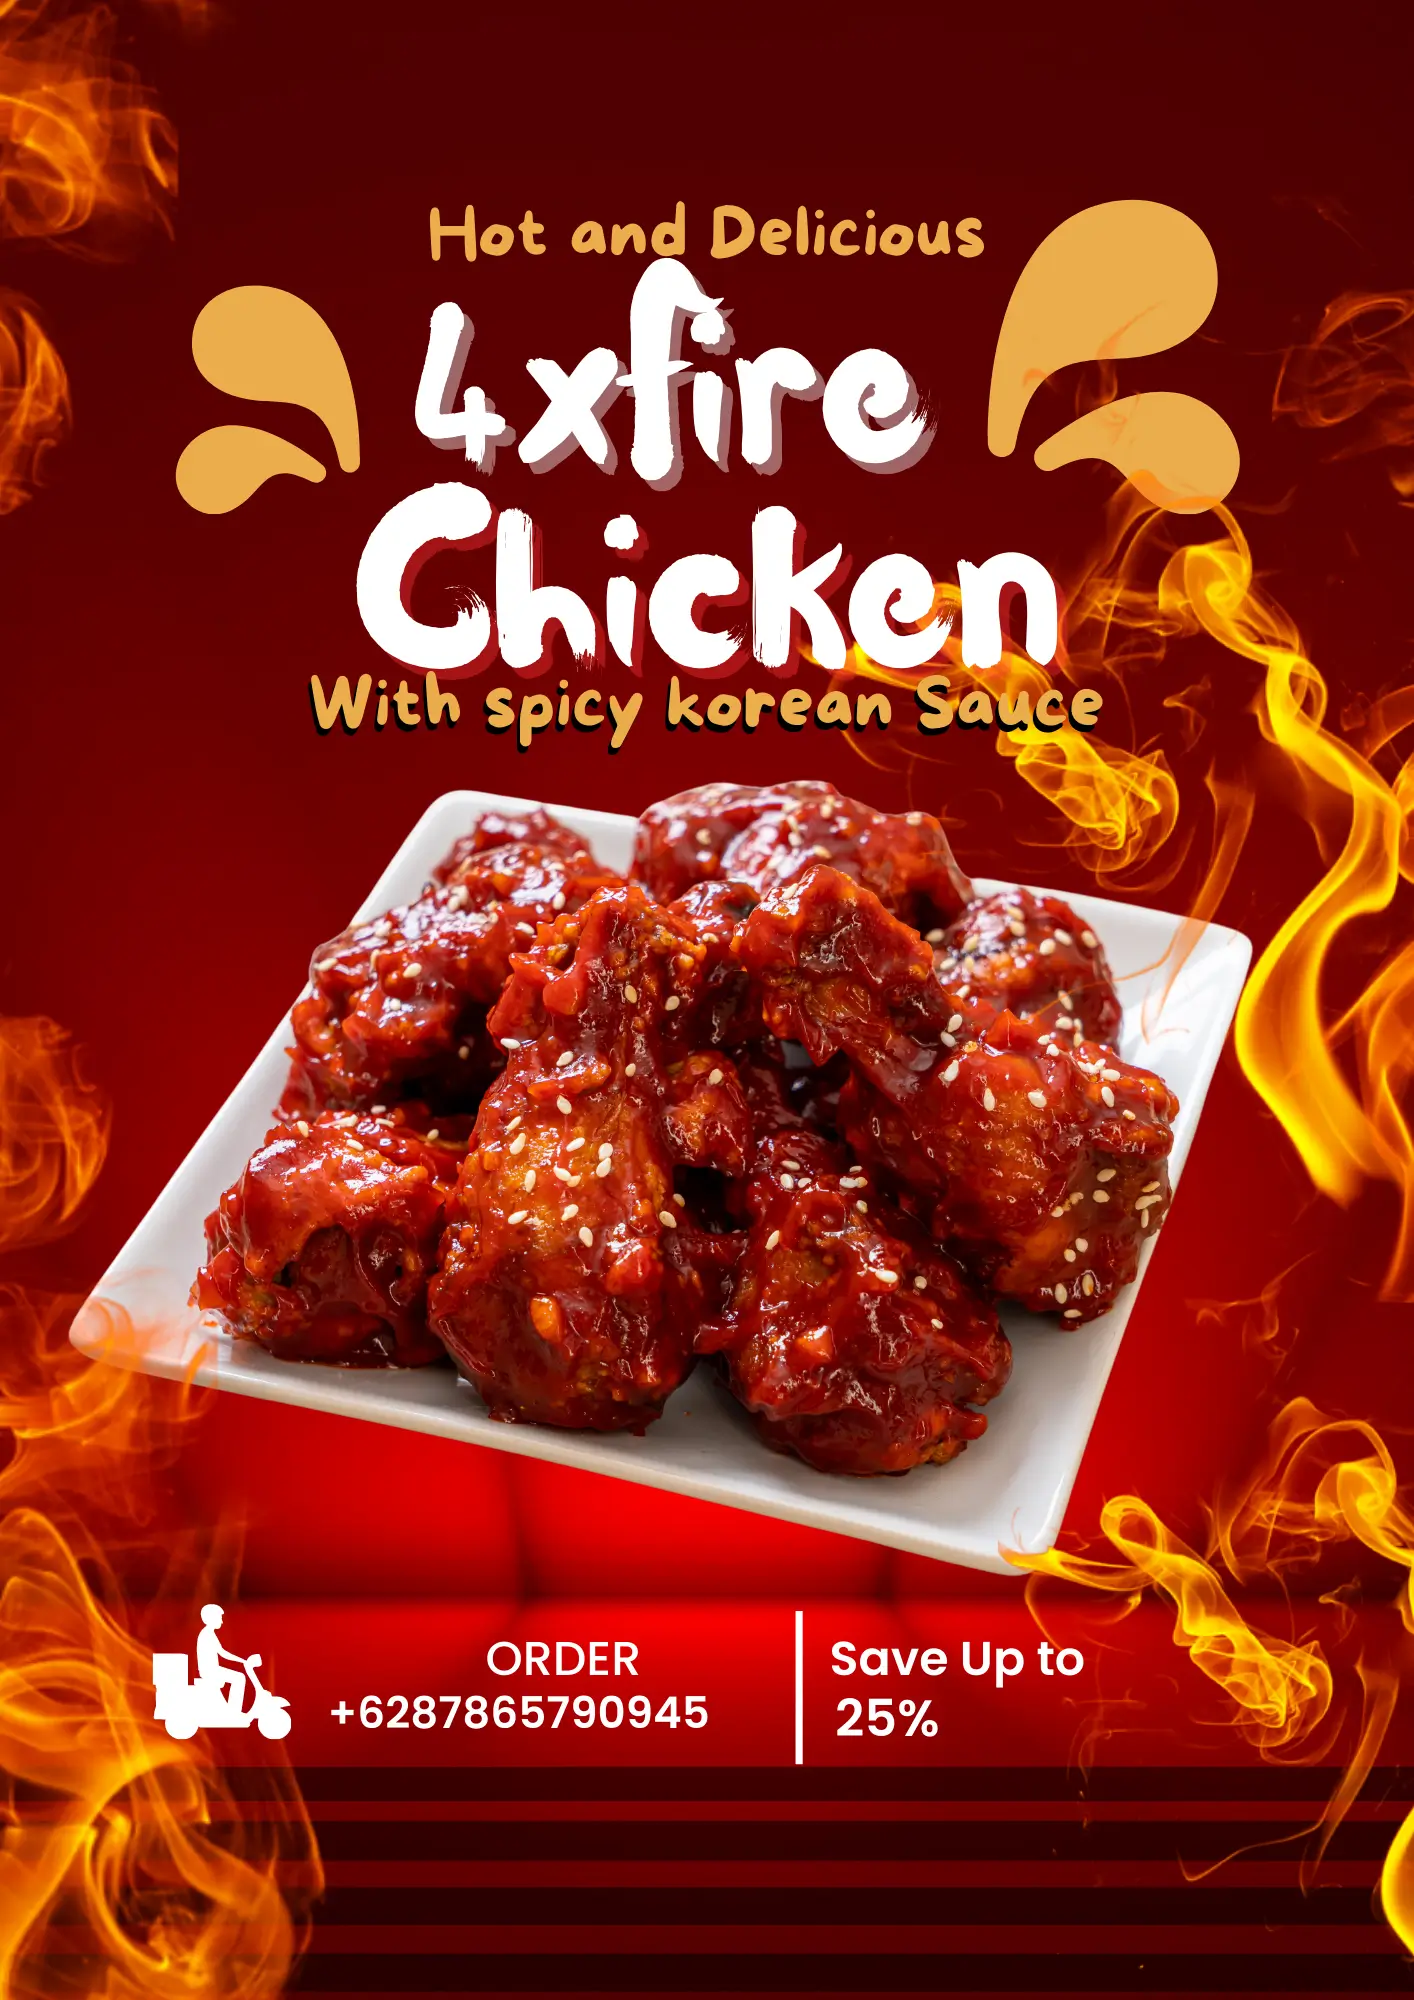 Hot and Delicious
4xfire
Chicken
With spicy korean Sauce
ORDER
+6287865790945
Save Up to
25%